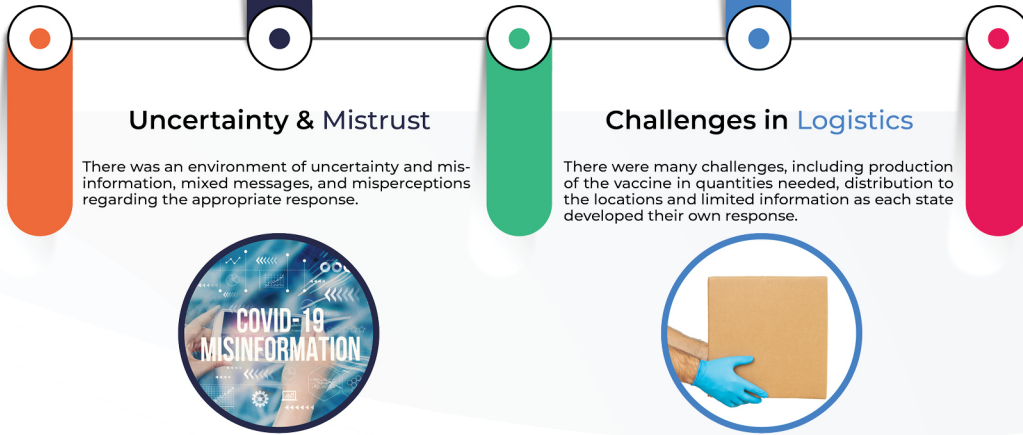 Uncertainty & Mistrust
There was an environment of uncertainty and mis-
information, mixed messages, and misperceptions
regarding the appropriate response.
COVID-19
MISINFORMATION
Challenges in Logistics
There were many challenges, including production
of the vaccine in quantities needed, distribution to
the locations and limited information as each state
developed their own response.